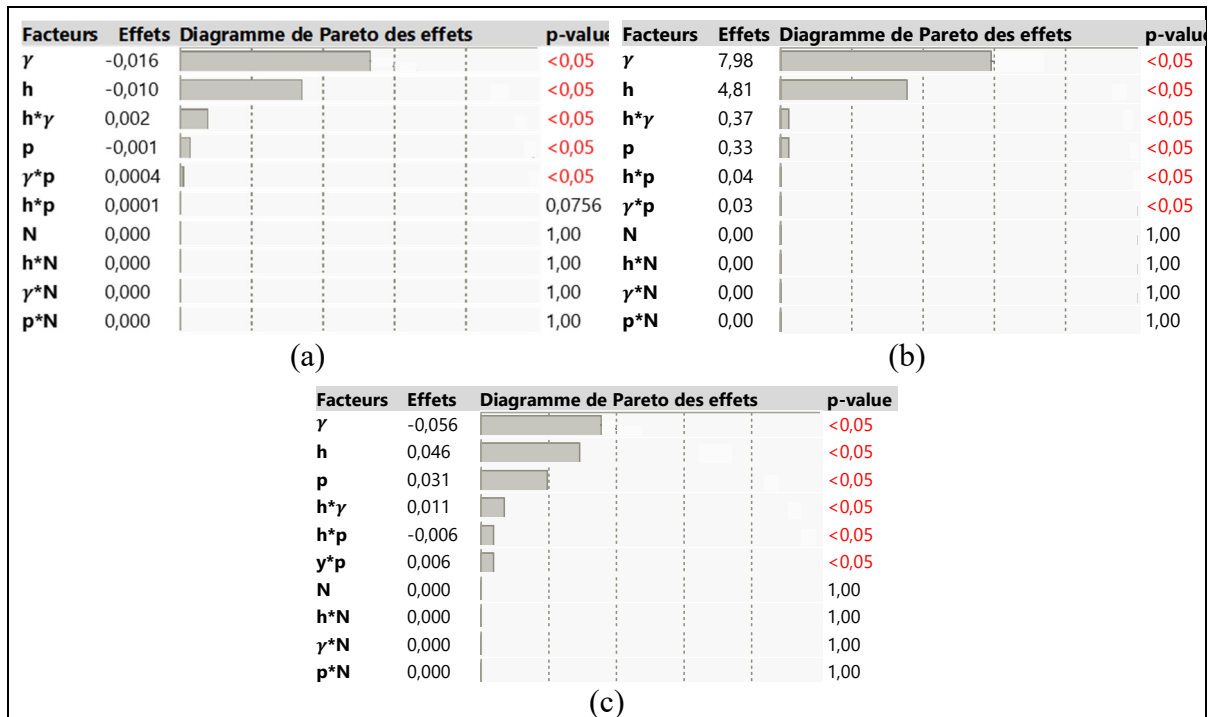 Facteurs Effets Diagramme de Pareto des effets p-value
γ -0,016 <0,05
h -0,010 <0,05
h*γ 0,002 <0,05
p -0,001 <0,05
γ*p 0,0004 <0,05
h*p 0,0001 0,0756
N 0,000 1,00
h*N 0,000 1,00
γ*N 0,000 1,00
p*N 0,000 1,00
(a)
Facteurs Effets Diagramme de Pareto des effets p-value
γ 7,98 <0,05
h 4,81 <0,05
h*γ 0,37 <0,05
p 0,33 <0,05
h*p 0,04 <0,05
γ*p 0,03 <0,05
N 0,00 1,00
h*N 0,00 1,00
γ*N 0,00 1,00
p*N 0,00 1,00
(b)
Facteurs Effets Diagramme de Pareto des effets p-value
γ -0,056 <0,05
h 0,046 <0,05
p 0,031 <0,05
h*γ 0,011 <0,05
h*p -0,006 <0,05
y*p 0,006 <0,05
N 0,000 1,00
h*N 0,000 1,00
γ*N 0,000 1,00
p*N 0,000 1,00
(c)